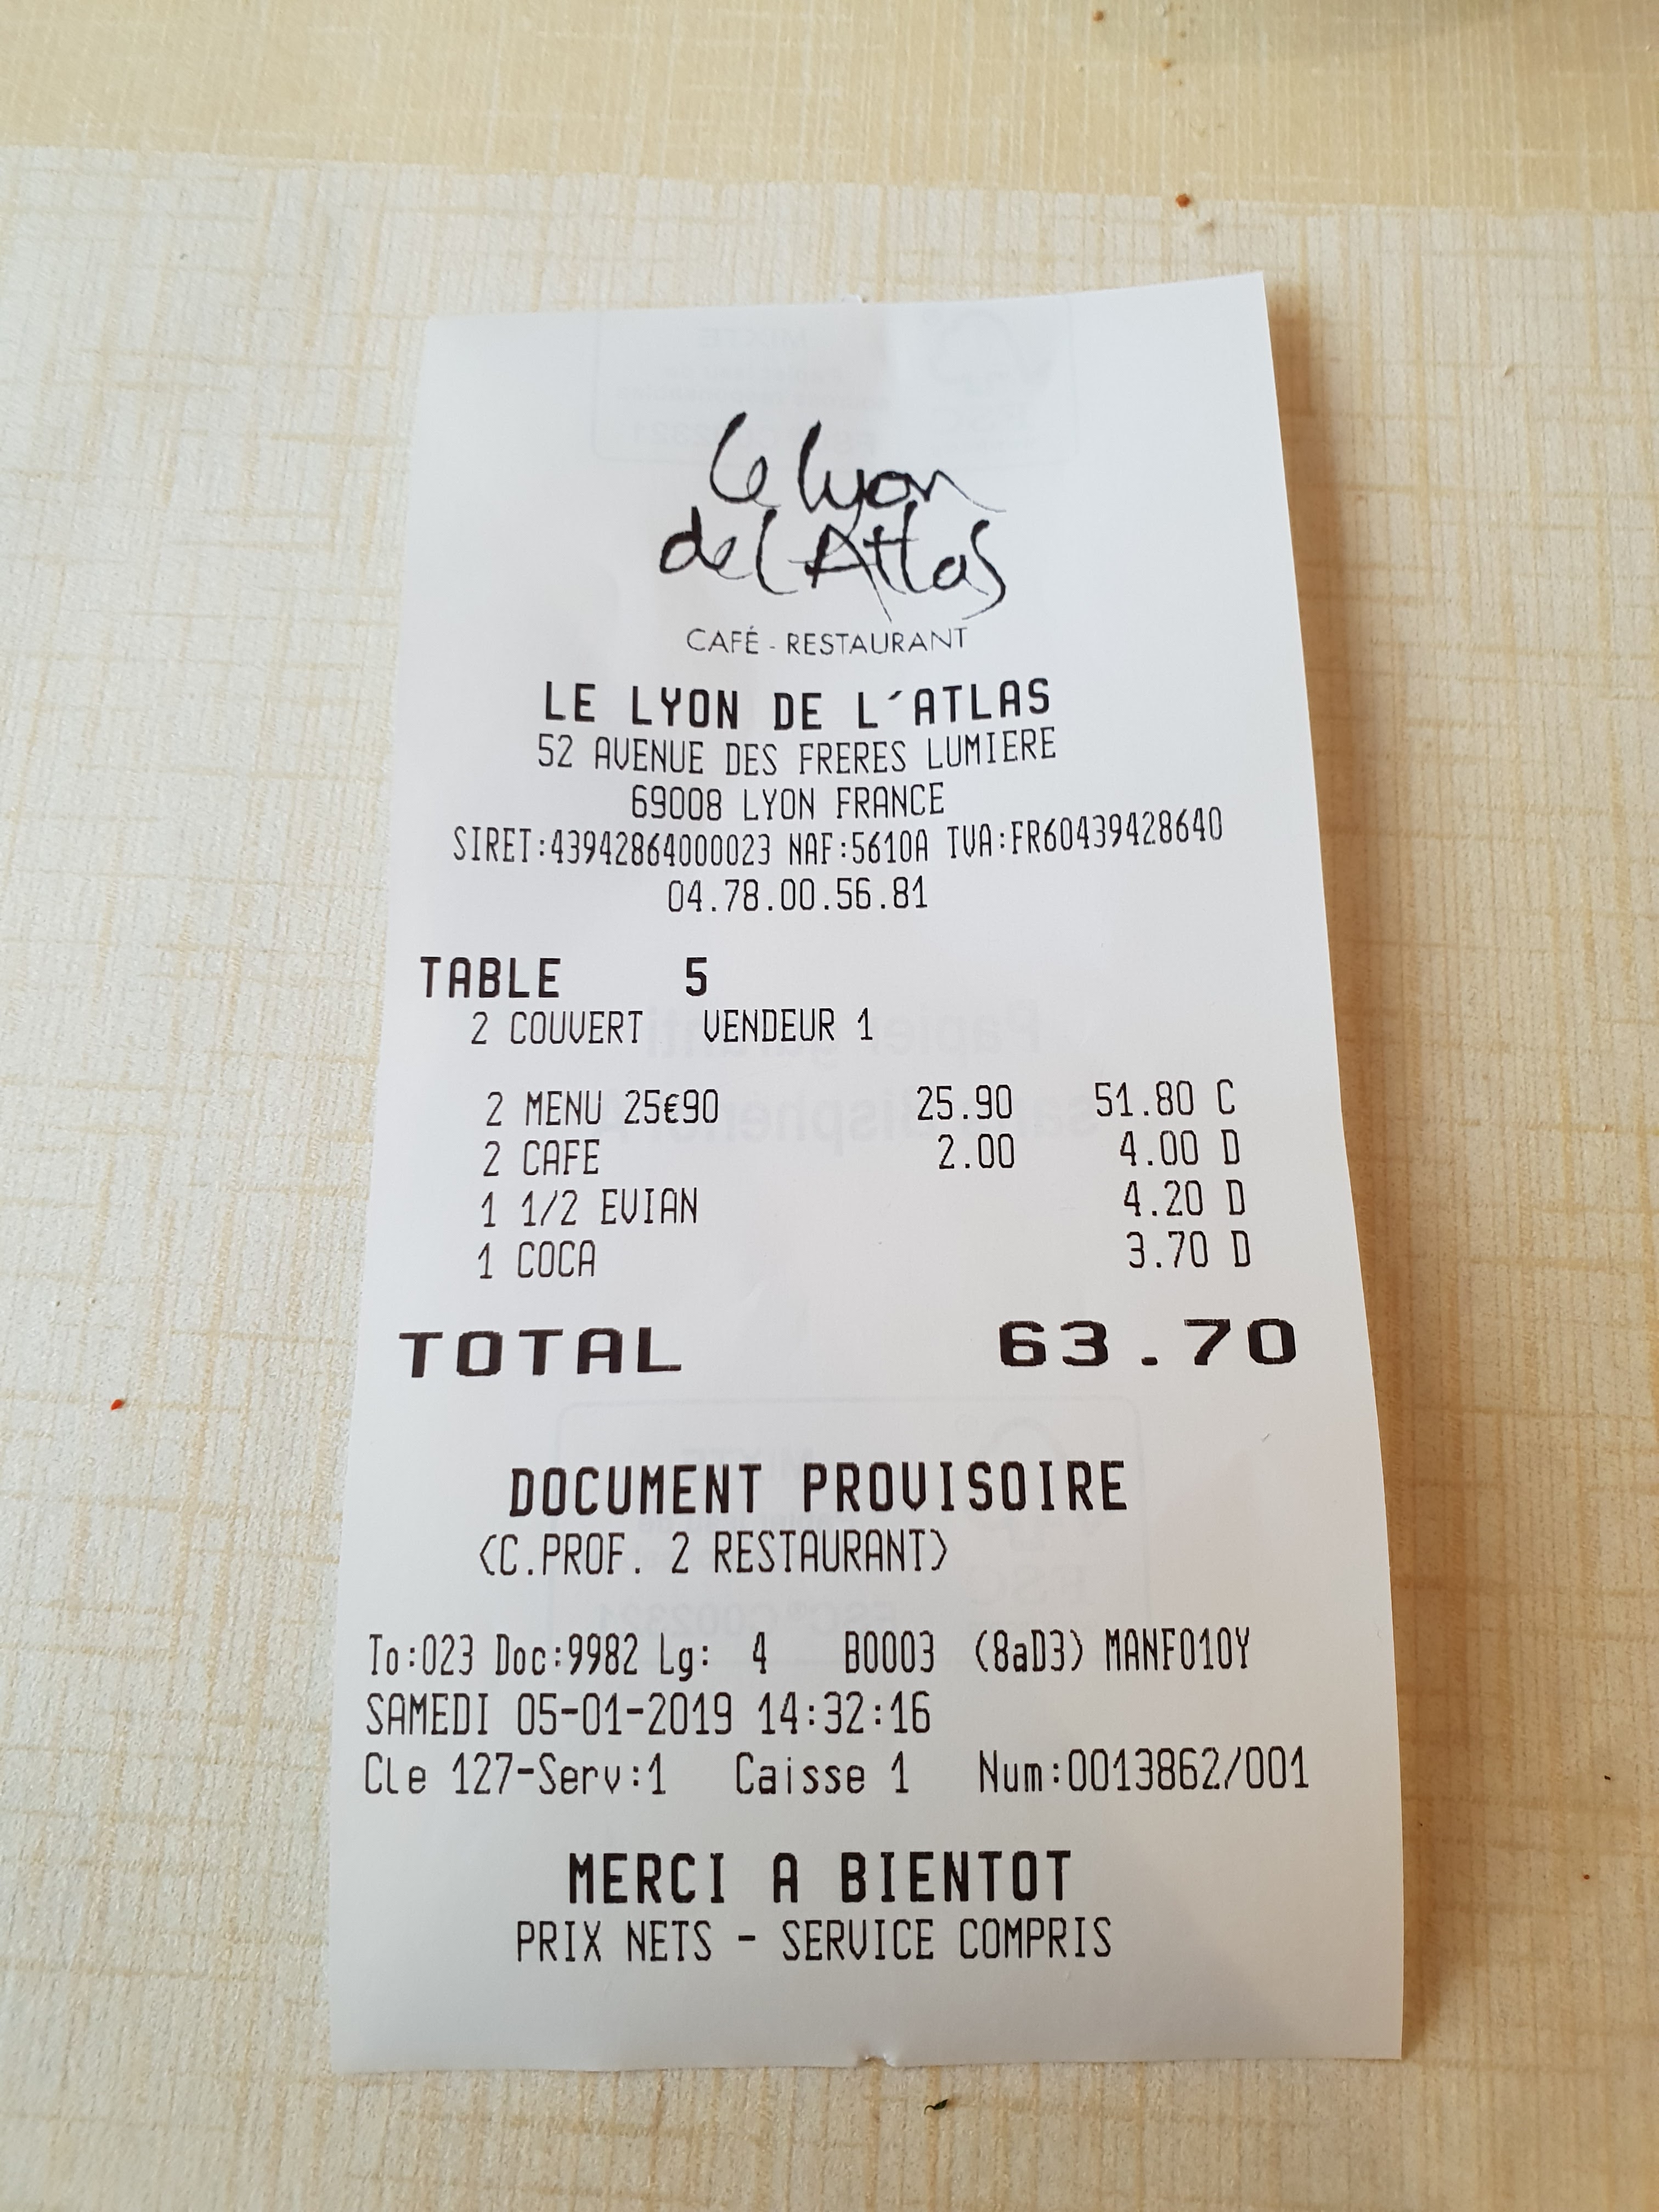 Le Lyon
de l'Atlas
CAFÉ - RESTAURANT
LE LYON DE L´ATLAS
52 AVENUE DES FRERES LUMIERE
69008 LYON FRANCE
SIRET:43942864000023 NAF:5610A TVA:FR60439428640
04.78.00.56.81
TABLE 5
2 COUVERT VENDEUR 1
2 MENU 25€90 25.90 51.80 C
2 CAFE 2.00 4.00 D
1 1/2 EVIAN 4.20 D
1 COCA 3.70 D
TOTAL 63.70
DOCUMENT PROVISOIRE
(C.PROF. 2 RESTAURANT)
To:023 Doc:9982 Lg: 4 B0003 (8aD3) MANF010Y
SAMEDI 05-01-2019 14:32:16
Cle 127-Serv:1 Caisse 1 Num:0013862/001
MERCI A BIENTOT
PRIX NETS - SERVICE COMPRIS